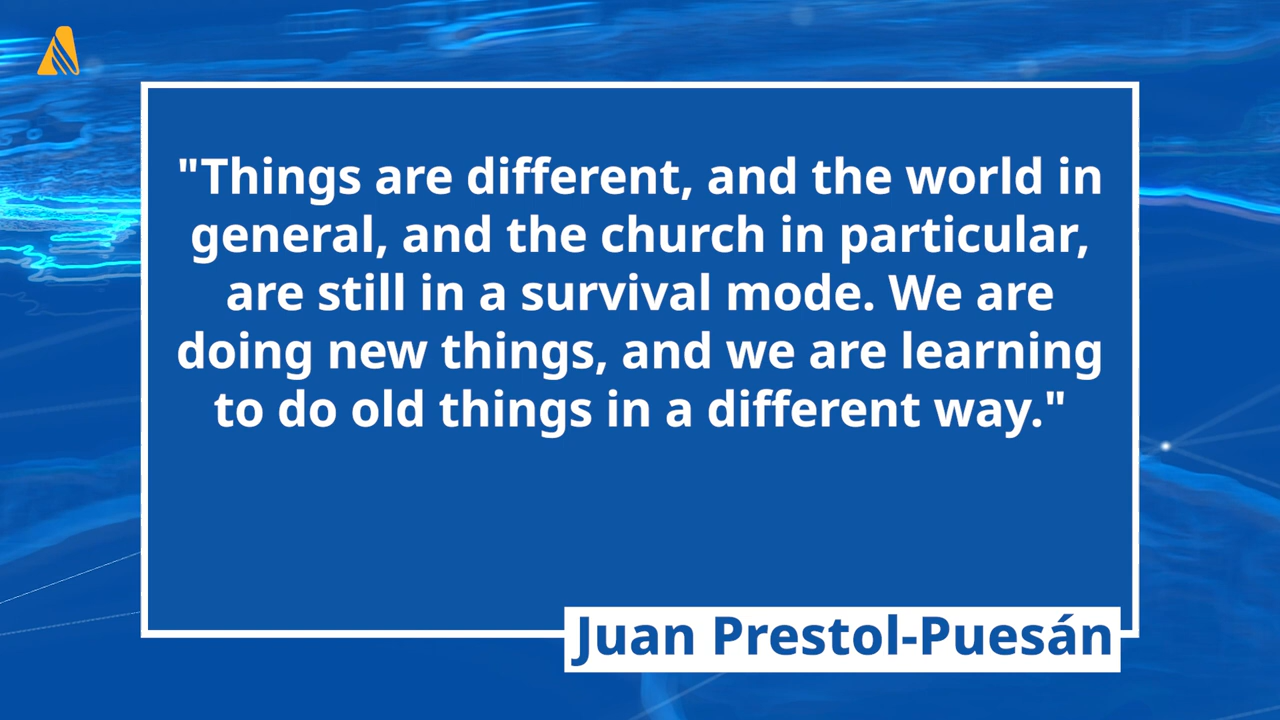 "Things are different, and the world in
general, and the church in particular,
are still in a survival mode. We are
doing new things, and we are learning
to do old things in a different way."
Juan Prestol-Puesán